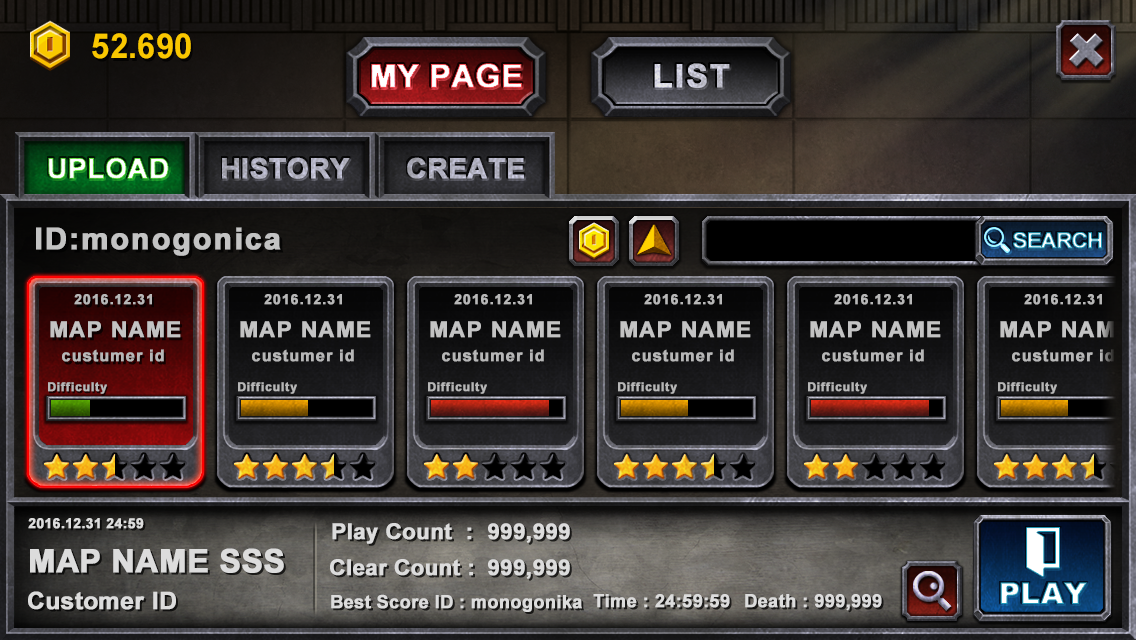 52.690
MY PAGE
LIST
UPLOAD
HISTORY
CREATE
ID:monogonica
SEARCH
2016.12.31
MAP NAME
custumer id
Difficulty
2016.12.31
MAP NAME
custumer id
Difficulty
2016.12.31
MAP NAME
custumer id
Difficulty
2016.12.31
MAP NAME
custumer id
Difficulty
2016.12.31
MAP NAME
custumer id
Difficulty
2016.12.31
MAP NAM
custumer id
Difficulty
2016.12.31 24:59
MAP NAME SSS
Customer ID
Play Count : 999,999
Clear Count : 999,999
Best Score ID : monogonika Time : 24:59:59 Death : 999,999
PLAY